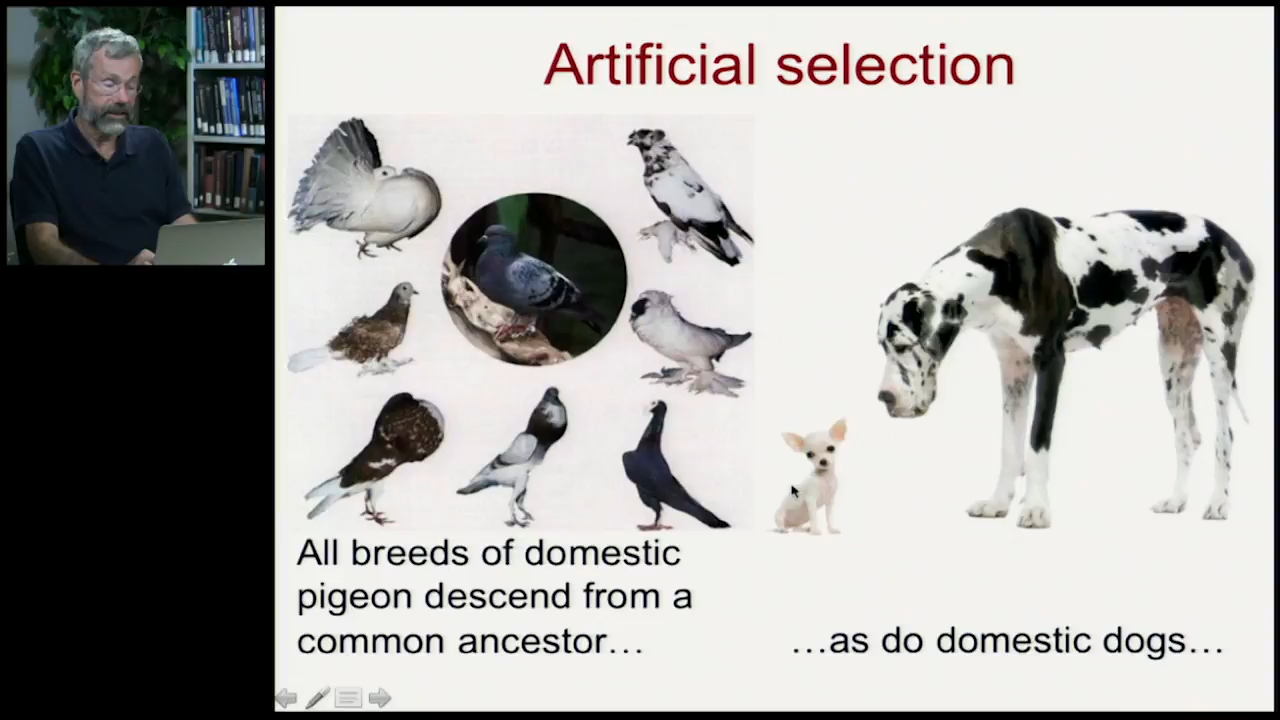 Artificial selection
All breeds of domestic
pigeon descend from a
common ancestor…
…as do domestic dogs…